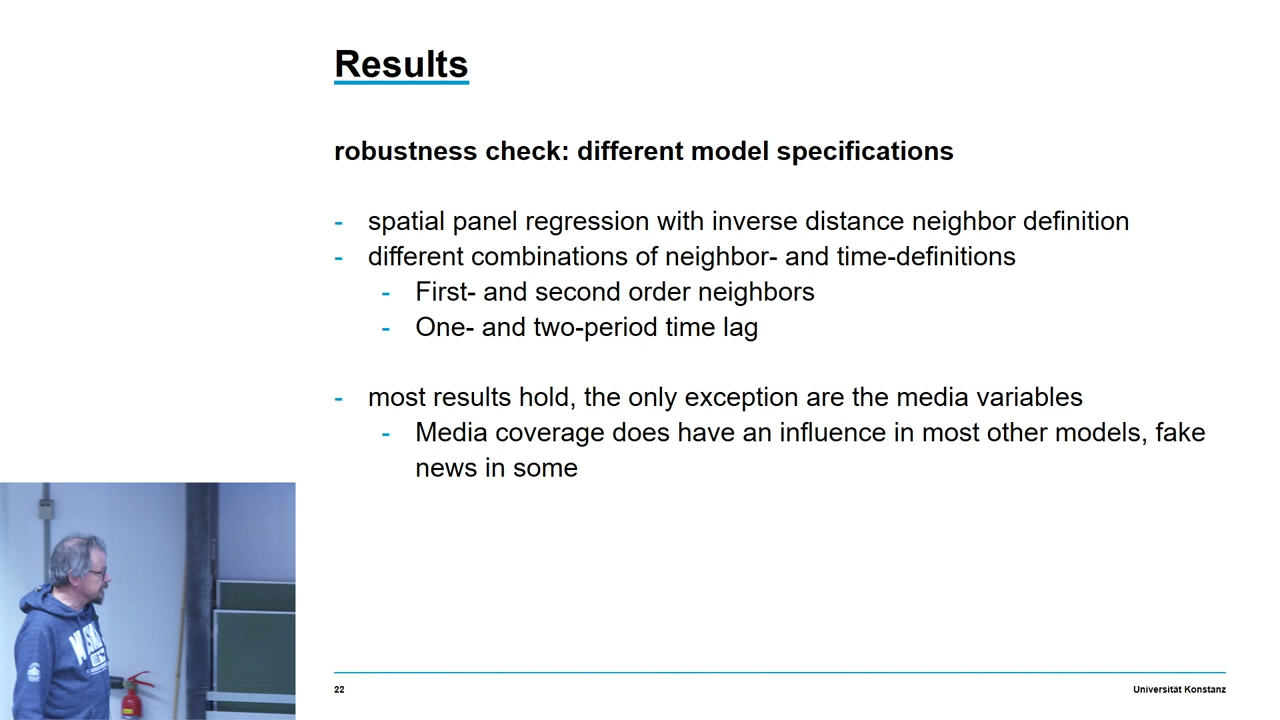 Results
robustness check: different model specifications
- spatial panel regression with inverse distance neighbor definition
- different combinations of neighbor- and time-definitions
- First- and second order neighbors
- One- and two-period time lag
- most results hold, the only exception are the media variables
- Media coverage does have an influence in most other models, fake
news in some
22
Universität Konstanz